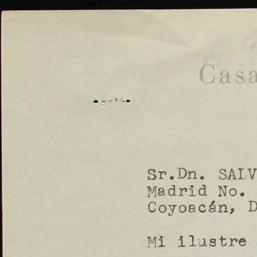 Casa
Sr.Dn. SALV
Madrid No.
Coyoacán, D
Mi ilustre